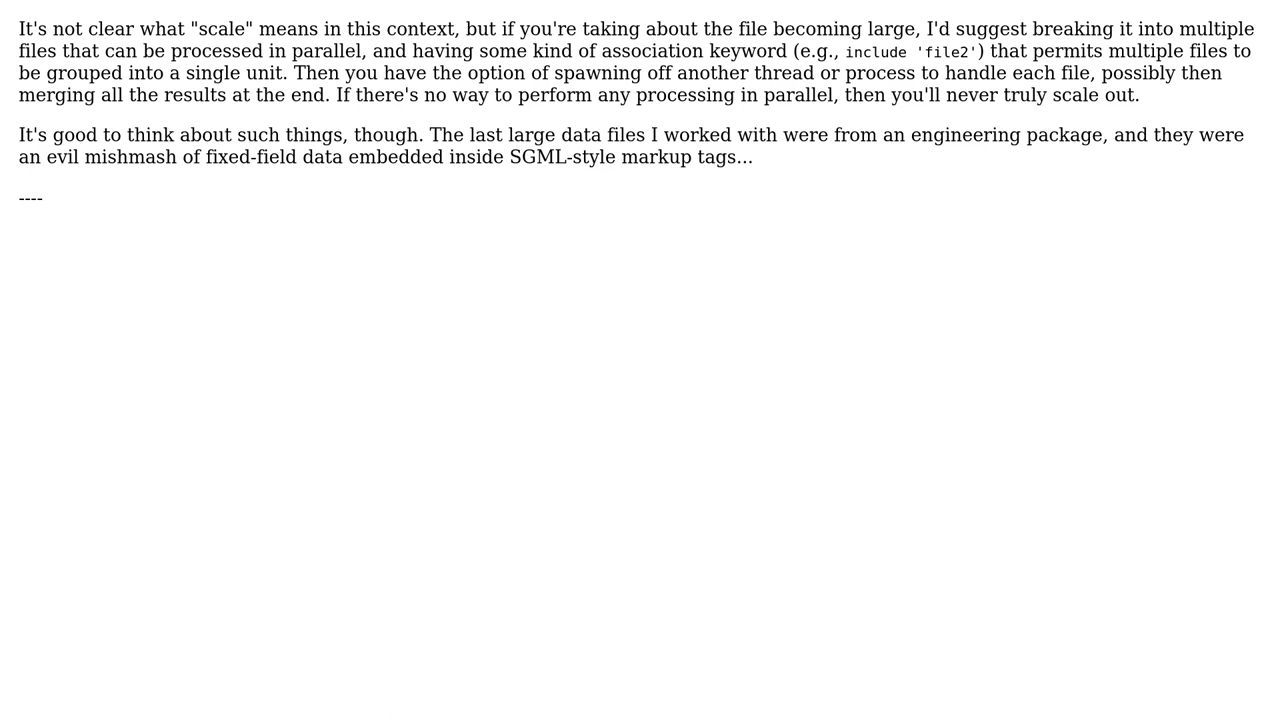 It's not clear what "scale" means in this context, but if you're taking about the file becoming large, I'd suggest breaking it into multiple
files that can be processed in parallel, and having some kind of association keyword (e.g., include 'file2') that permits multiple files to
be grouped into a single unit. Then you have the option of spawning off another thread or process to handle each file, possibly then
merging all the results at the end. If there's no way to perform any processing in parallel, then you'll never truly scale out.
It's good to think about such things, though. The last large data files I worked with were from an engineering package, and they were
an evil mishmash of fixed-field data embedded inside SGML-style markup tags...
----